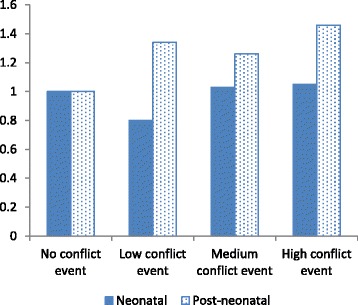 1.6
1.4
1.2
1
0.8
0.6
0.4
0.2
0
No conflict event
Low conflict event
Medium conflict event
High conflict event
Neonatal
Post-neonatal